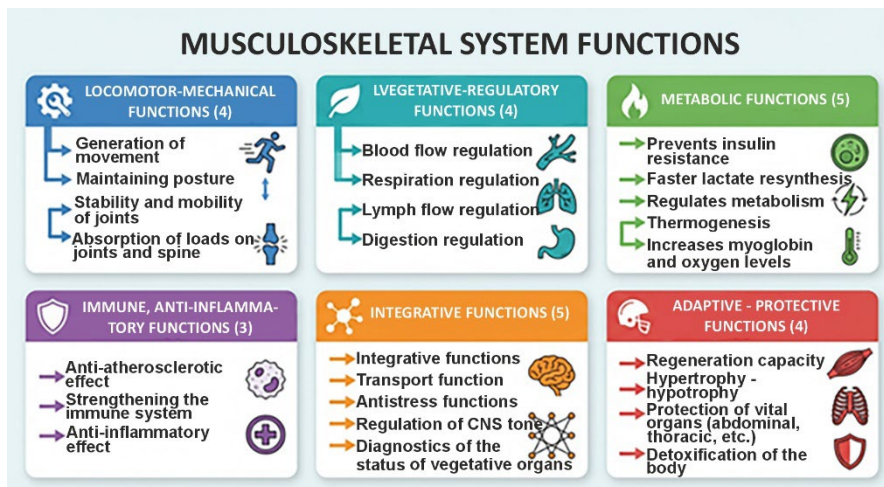 MUSCULOSKELETAL SYSTEM FUNCTIONS
LOCOMOTOR-MECHANICAL
FUNCTIONS (4)
Generation of
movement
Maintaining posture
Stability and mobility
of joints
Absorption of loads on
joints and spine
LVEGETATIVE-REGULATORY
FUNCTIONS (4)
Blood flow regulation
Respiration regulation
Lymph flow regulation
Digestion regulation
METABOLIC FUNCTIONS (5)
Prevents insulin
resistance
Faster lactate resynthesis
Regulates metabolism
Thermogenesis
Increases myoglobin
and oxygen levels
IMMUNE, ANTI-INFLAMMA-
TORY FUNCTIONS (3)
Anti-atherosclerotic
effect
Strengthening the
immune system
Anti-inflammatory
effect
INTEGRATIVE FUNCTIONS (5)
Integrative functions
Transport function
Antistress functions
Regulation of CNS tone
Diagnostics of the
status of vegetative organs
ADAPTIVE - PROTECTIVE
FUNCTIONS (4)
Regeneration capacity
Hypertrophy -
hypotrophy
Protection of vital
organs (abdominal,
thoracic, etc.)
Detoxification of the
body